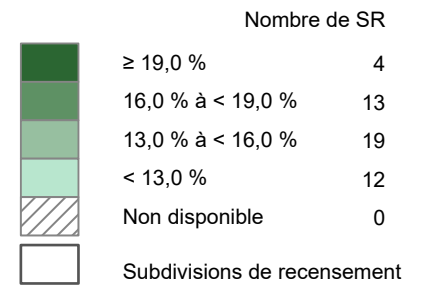 Nombre de SR
≥ 19,0 % 4
16,0 % à < 19,0 % 13
13,0 % à < 16,0 % 19
< 13,0 % 12
Non disponible 0
Subdivisions de recensement